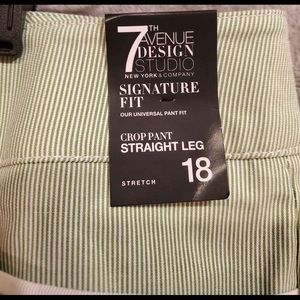 7TH
AVENUE
DESIGN
STUDIO
NEW YORK & COMPANY
SIGNATURE
FIT
OUR UNIVERSAL PANT FIT
CROP PANT
STRAIGHT LEG
18
STRETCH